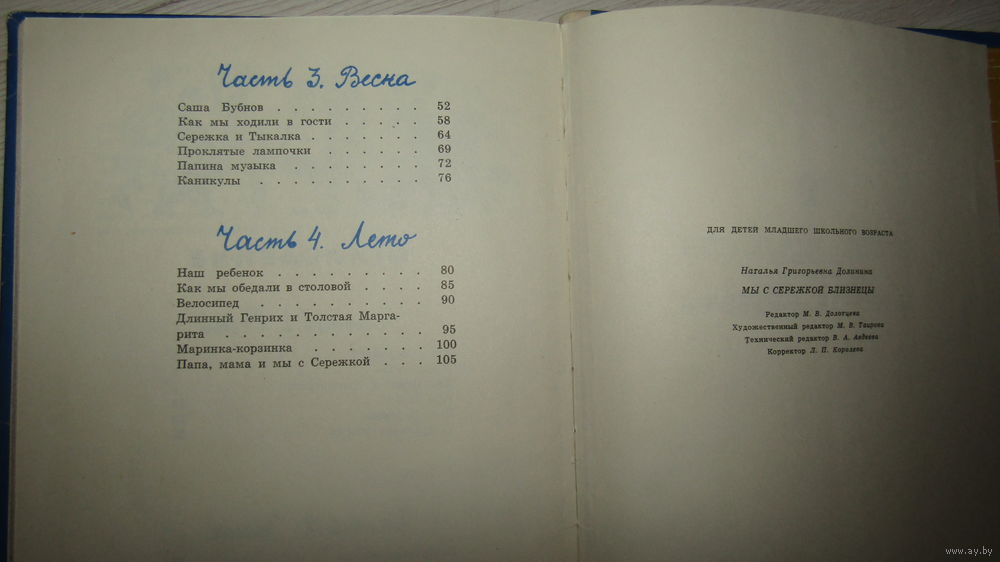 Часть 3. Весна
Саша Бубнов . . . . . . . . . 52
Как мы ходили в гости . . . . . 58
Сережка и Тыкалка . . . . . . . 64
Проклятые лампочки . . . . . . 69
Папина музыка . . . . . . . . 72
Каникулы . . . . . . . . . . 76
Часть 4. Лето
Наш ребенок . . . . . . . . . 80
Как мы обедали в столовой . . . . 85
Велосипед . . . . . . . . . . 90
Длинный Генрих и Толстая Марга-
рита . . . . . . . . . . . . 95
Маринка-корзинка . . . . . . . 100
Папа, мама и мы с Сережкой . . . 105
ДЛЯ ДЕТЕЙ МЛАДШЕГО ШКОЛЬНОГО ВОЗРАСТА
Наталья Григорьевна Долинина
МЫ С СЕРЕЖКОЙ БЛИЗНЕЦЫ
Редактор М. В. Долотцева
Художественный редактор М. В. Таирова
Технический редактор В. А. Авдеева
Корректор Л. П. Королева
www.ay.by